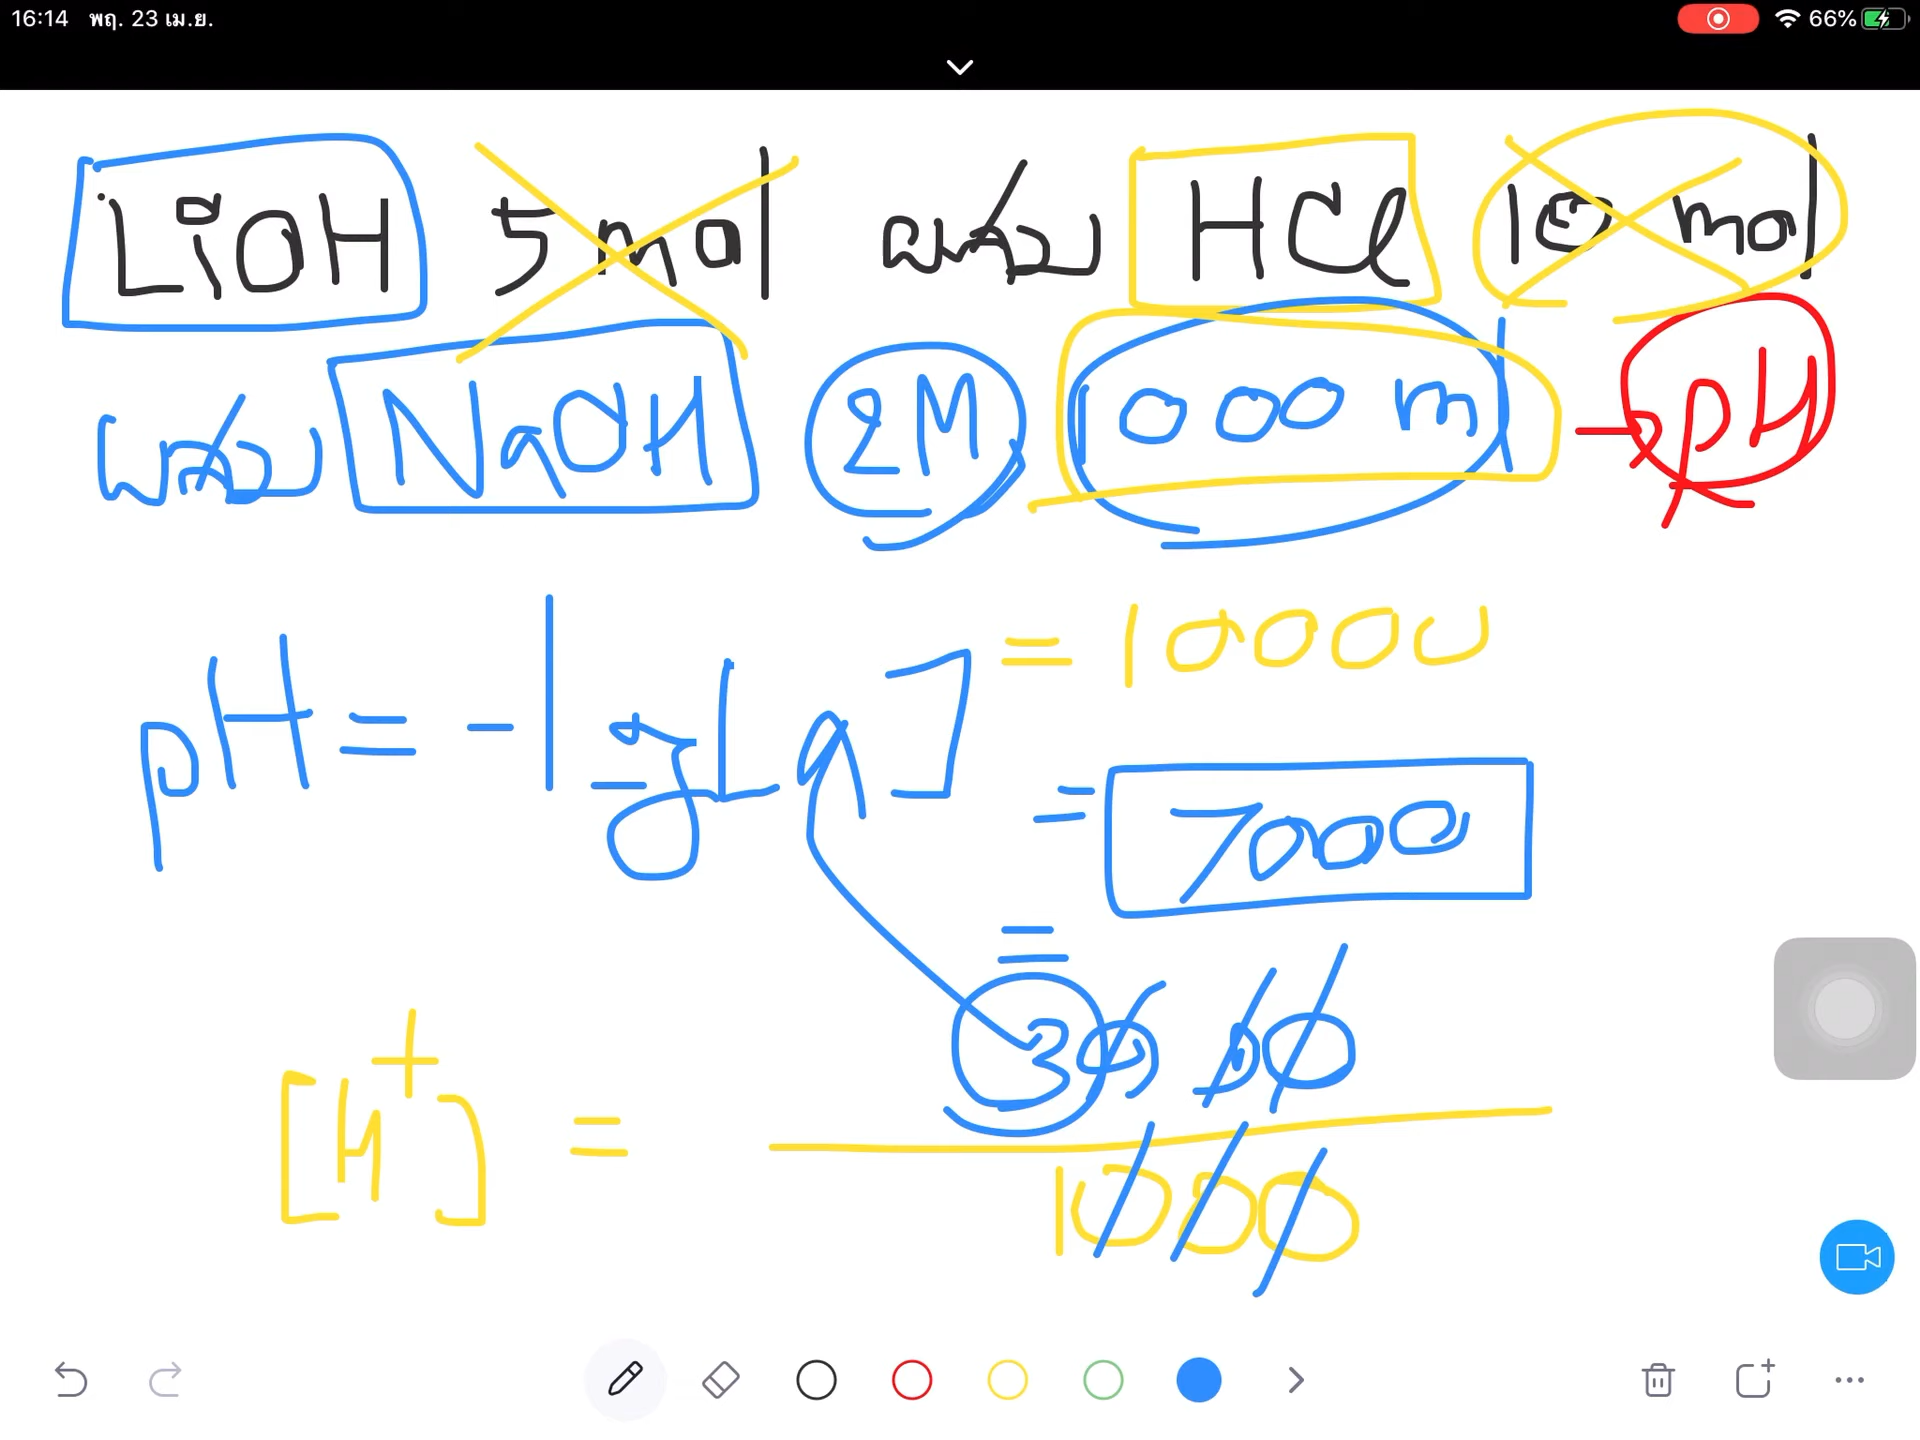 16:14 พฤ. 23 เม.ย. 66%
LiOH 5 mol ผสม HCl 10 mol
ผสม NaOH 2M 1000 ml → pH
pH = -log[ ] = 10000
= 7000
=
[H+] = 3000
1000